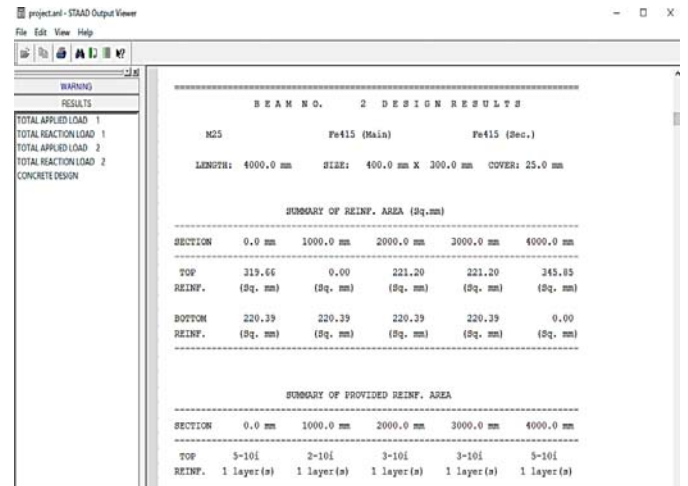 project.anl - STAAD Output Viewer
File Edit View Help
WARNING
RESULTS
TOTAL APPLIED LOAD 1
TOTAL REACTION LOAD 1
TOTAL APPLIED LOAD 2
TOTAL REACTION LOAD 2
CONCRETE DESIGN
B E A M N O. 2 D E S I G N R E S U L T S
M25 Fe415 (Main) Fe415 (Sec.)
LENGTH: 4000.0 mm SIZE: 400.0 mm X 300.0 mm COVER: 25.0 mm
SUMMARY OF REINF. AREA (Sq.mm)
SECTION 0.0 mm 1000.0 mm 2000.0 mm 3000.0 mm 4000.0 mm
TOP 319.66 0.00 221.20 221.20 345.85
REINF. (Sq. mm) (Sq. mm) (Sq. mm) (Sq. mm) (Sq. mm)
BOTTOM 220.39 220.39 220.39 220.39 0.00
REINF. (Sq. mm) (Sq. mm) (Sq. mm) (Sq. mm) (Sq. mm)
SUMMARY OF PROVIDED REINF. AREA
SECTION 0.0 mm 1000.0 mm 2000.0 mm 3000.0 mm 4000.0 mm
TOP 5-10í 2-10í 3-10í 3-10í 5-10í
REINF. 1 layer(s) 1 layer(s) 1 layer(s) 1 layer(s) 1 layer(s)